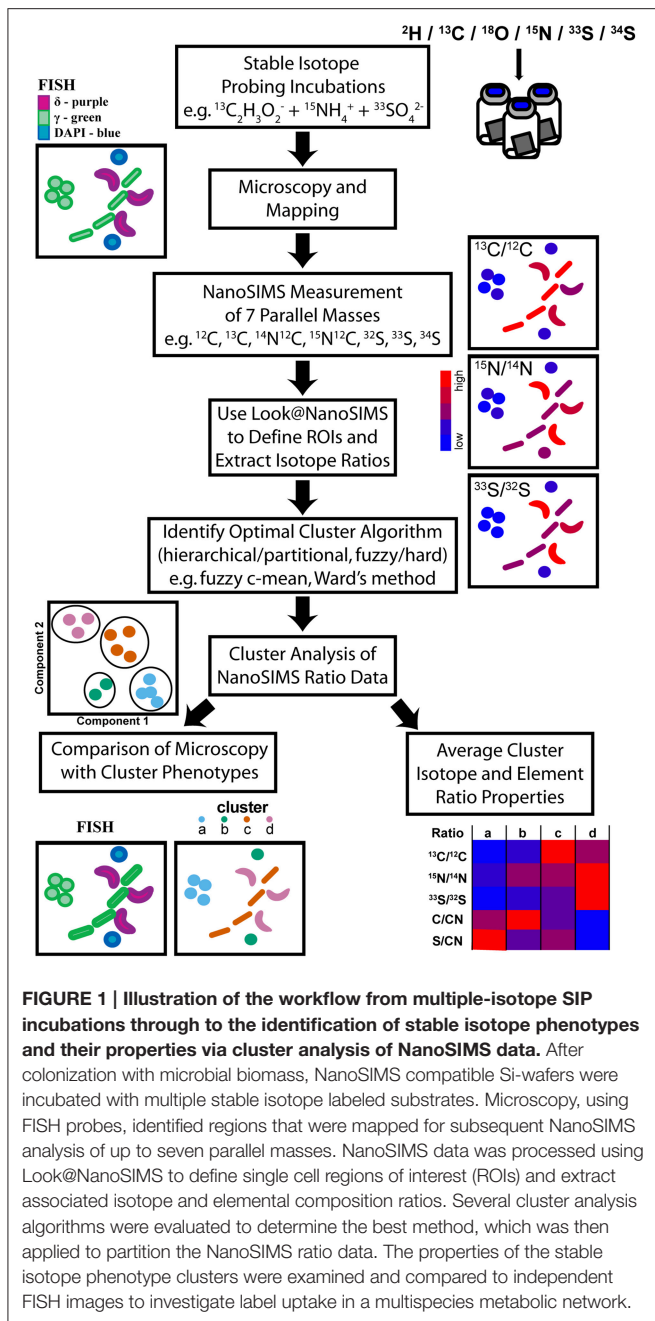 ²H / ¹³C / ¹⁸O / ¹⁵N / ³³S / ³⁴S
Stable Isotope
Probing Incubations
e.g. ¹³C₂H₃O₂⁻ + ¹⁵NH₄⁺ + ³³SO₄²⁻
FISH
δ - purple
γ - green
DAPI - blue
Microscopy and
Mapping
NanoSIMS Measurement
of 7 Parallel Masses
e.g. ¹²C, ¹³C, ¹⁴N¹²C, ¹⁵N¹²C, ³²S, ³³S, ³⁴S
¹³C/¹²C
¹⁵N/¹⁴N
³³S/³²S
high
low
Use Look@NanoSIMS
to Define ROIs and
Extract Isotope Ratios
Identify Optimal Cluster Algorithm
(hierarchical/partitional, fuzzy/hard)
e.g. fuzzy c-mean, Ward's method
Component 2
Component 1
Cluster Analysis of
NanoSIMS Ratio Data
Comparison of Microscopy
with Cluster Phenotypes
Average Cluster
Isotope and Element
Ratio Properties
FISH
cluster
a b c d
Ratio a b c d
¹³C/¹²C
¹⁵N/¹⁴N
³³S/³²S
C/CN
S/CN
FIGURE 1 | Illustration of the workflow from multiple-isotope SIP
incubations through to the identification of stable isotope phenotypes
and their properties via cluster analysis of NanoSIMS data. After
colonization with microbial biomass, NanoSIMS compatible Si-wafers were
incubated with multiple stable isotope labeled substrates. Microscopy, using
FISH probes, identified regions that were mapped for subsequent NanoSIMS
analysis of up to seven parallel masses. NanoSIMS data was processed using
Look@NanoSIMS to define single cell regions of interest (ROIs) and extract
associated isotope and elemental composition ratios. Several cluster analysis
algorithms were evaluated to determine the best method, which was then
applied to partition the NanoSIMS ratio data. The properties of the stable
isotope phenotype clusters were examined and compared to independent
FISH images to investigate label uptake in a multispecies metabolic network.